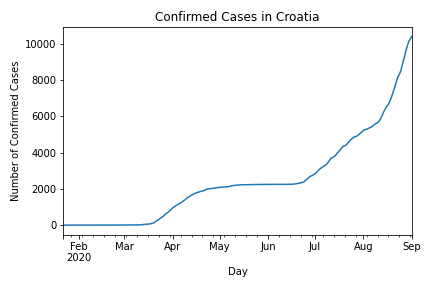 Confirmed Cases in Croatia
Number of Confirmed Cases
10000
8000
6000
4000
2000
0
Feb Mar Apr May Jun Jul Aug Sep
2020
Day